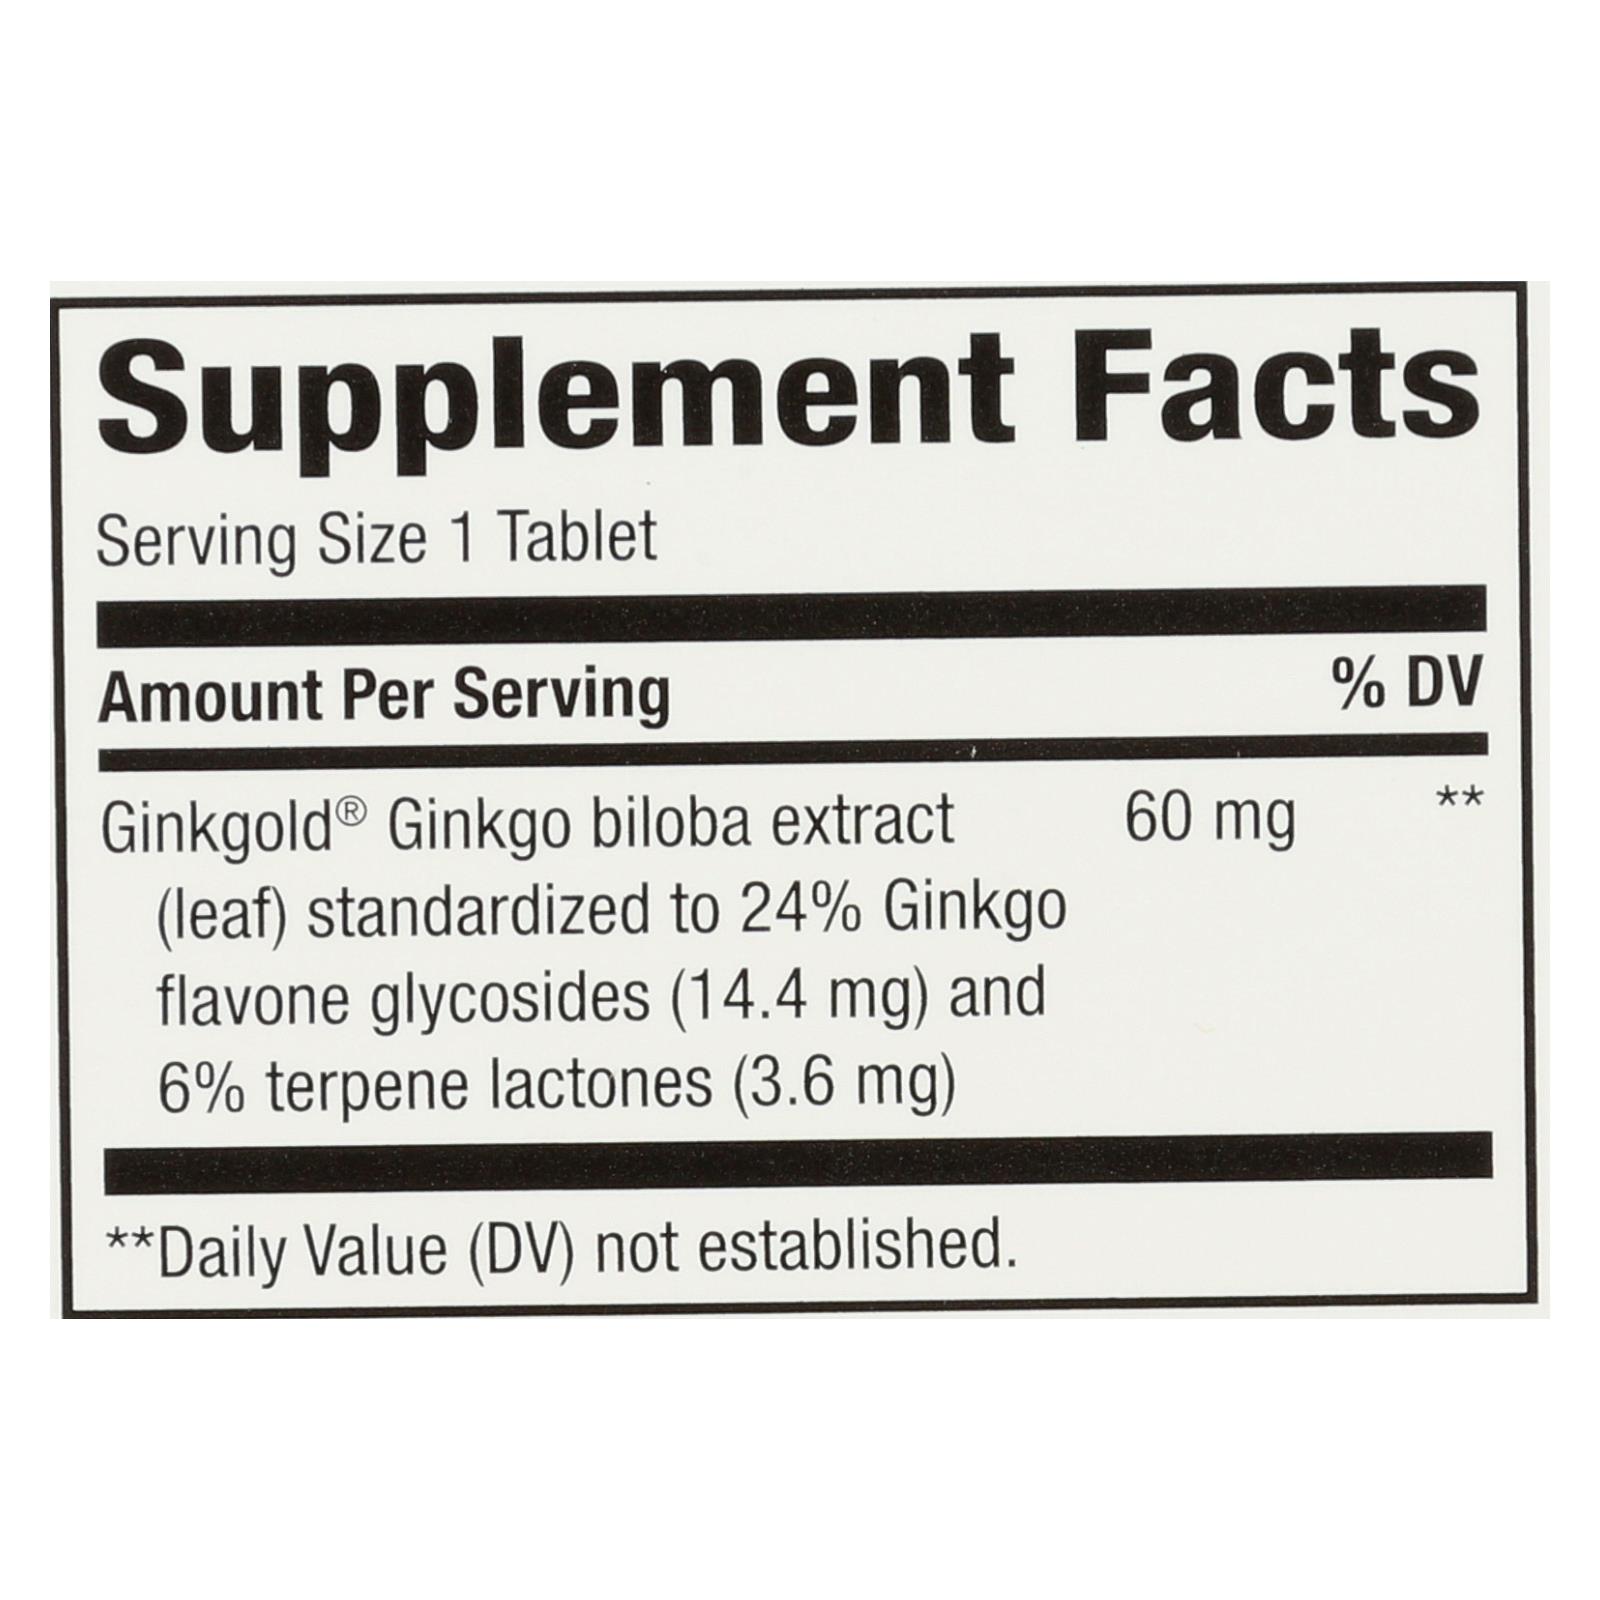 Supplement Facts
Serving Size 1 Tablet
Amount Per Serving % DV
Ginkgold® Ginkgo biloba extract 60 mg **
(leaf) standardized to 24% Ginkgo
flavone glycosides (14.4 mg) and
6% terpene lactones (3.6 mg)
**Daily Value (DV) not established.